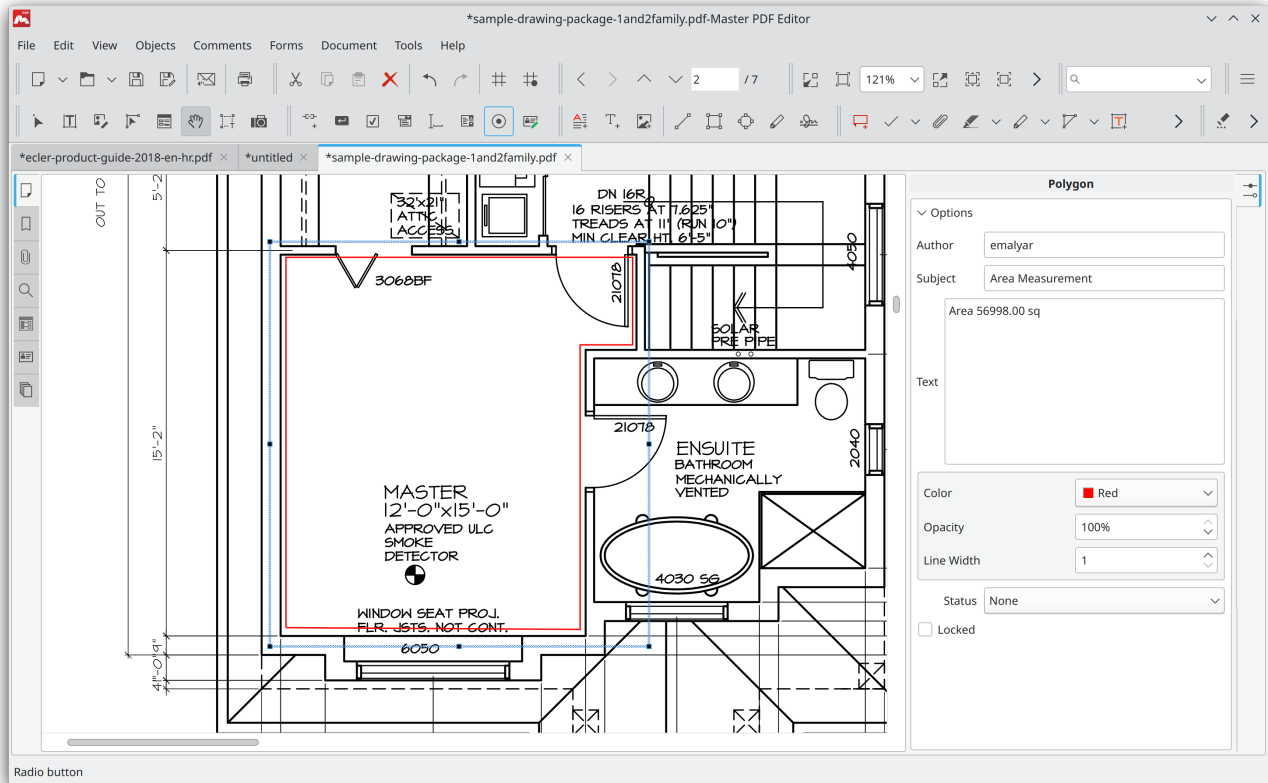 *sample-drawing-package-1and2family.pdf-Master PDF Editor
File Edit View Objects Comments Forms Document Tools Help
2 / 7
121%
*ecler-product-guide-2018-en-hr.pdf
*untitled
*sample-drawing-package-1and2family.pdf
OUT TO
5'-2
32"x21"
ATTIC
ACCESS
DN 16R
16 RISERS AT 7.625"
TREADS AT 11" (RUN 10")
MIN CLEAR HT. 6'-5"
3068BF
21078
4050
SOLAR
PRE PIPE
15'-2"
21078
ENSUITE
BATHROOM
MECHANICALLY
VENTED
2040
MASTER
12'-0"x15'-0"
APPROVED ULC
SMOKE
DETECTOR
4030 SG
WINDOW SEAT PROJ.
FLR. JSTS. NOT CONT.
6050
Polygon
Options
Author emalyar
Subject Area Measurement
Text
Area 56998.00 sq
Color Red
Opacity 100%
Line Width 1
Status None
Locked
Radio button